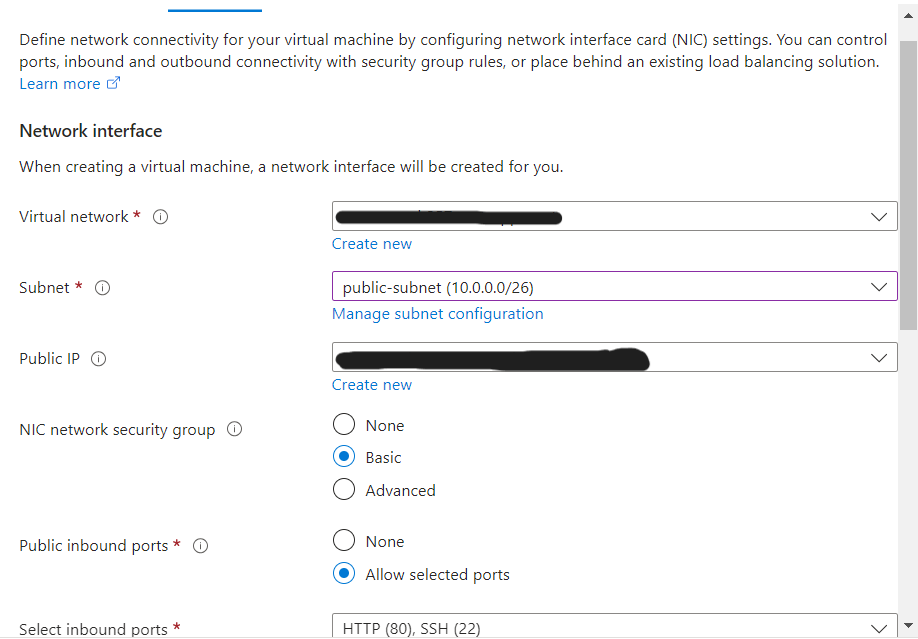 Define network connectivity for your virtual machine by configuring network interface card (NIC) settings. You can control
ports, inbound and outbound connectivity with security group rules, or place behind an existing load balancing solution.
Learn more
Network interface
When creating a virtual machine, a network interface will be created for you.
Virtual network *
Create new
Subnet * public-subnet (10.0.0.0/26)
Manage subnet configuration
Public IP
Create new
NIC network security group
None
Basic
Advanced
Public inbound ports *
None
Allow selected ports
Select inbound ports * HTTP (80), SSH (22)